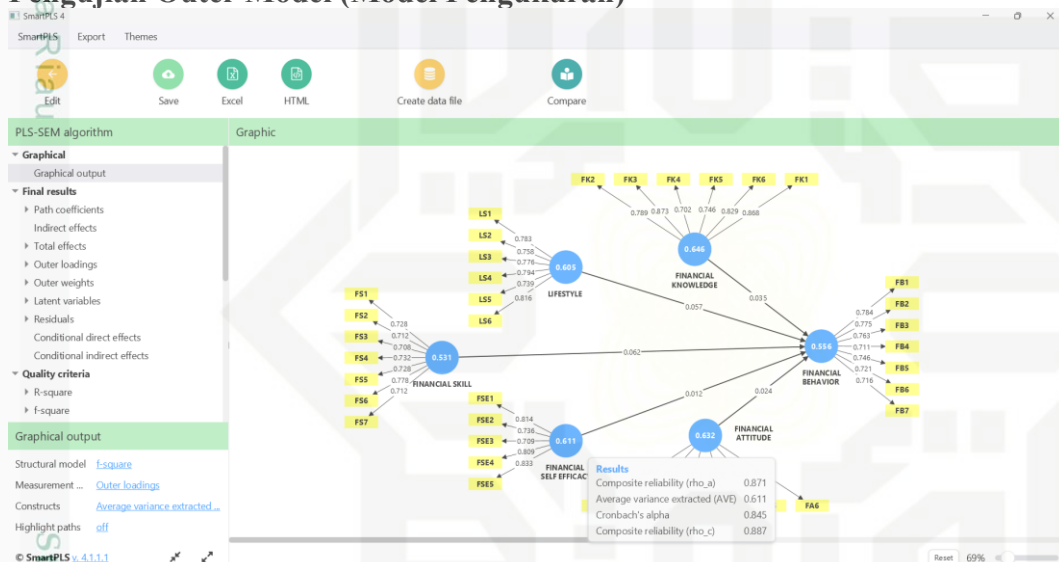 Pengujian Outer Model (Model Pengukuran)
SmartPLS 4
SmartPLS Export Themes
Edit Save Excel HTML Create data file Compare
Riau
PLS-SEM algorithm
Graphical
Graphical output
Final results
Path coefficients
Indirect effects
Total effects
Outer loadings
Outer weights
Latent variables
Residuals
Conditional direct effects
Conditional indirect effects
Quality criteria
R-square
f-square
Graphical output
Structural model f-square
Measurement ... Outer loadings
Constructs Average variance extracted ...
Highlight paths off
© SmartPLS v. 4.1.1.1
Graphic
FK2 FK3 FK4 FK5 FK6 FK1
0.789 0.873 0.702 0.746 0.829 0.868
0.646
FINANCIAL
KNOWLEDGE
0.035
LS1
LS2
LS3
LS4
LS5
LS6
0.783
0.758
0.776
0.794
0.739
0.816
0.605
LIFESTYLE
0.057
FS1
FS2
FS3
FS4
FS5
FS6
FS7
0.728
0.712
0.708
0.732
0.728
0.778
0.712
0.531
FINANCIAL SKILL
0.062
FB1
FB2
FB3
FB4
FB5
FB6
FB7
0.784
0.775
0.763
0.711
0.746
0.721
0.716
0.556
FINANCIAL
BEHAVIOR
FSE1
FSE2
FSE3
FSE4
FSE5
0.814
0.736
0.709
0.809
0.833
0.611
FINANCIAL
SELF EFFICAC
0.012
0.024
0.632
FINANCIAL
ATTITUDE
FA6
Results
Composite reliability (rho_a) 0.871
Average variance extracted (AVE) 0.611
Cronbach's alpha 0.845
Composite reliability (rho_c) 0.887
Reset 69%